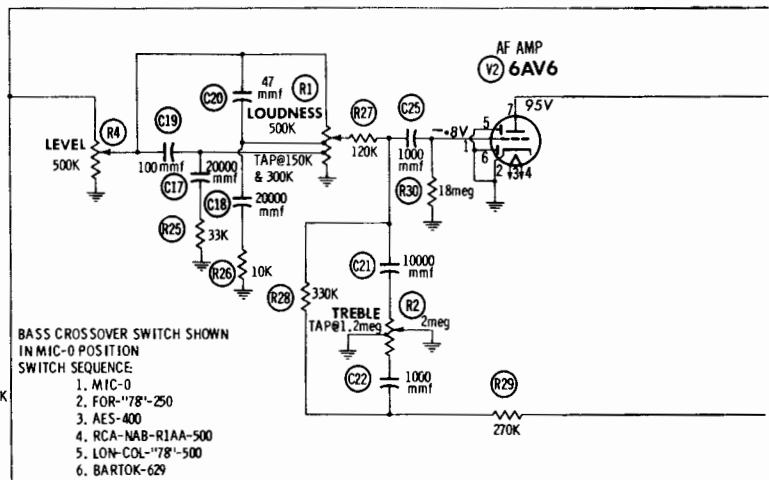 AF AMP
V2 6AV6
7
95V
C20
47
mmf
R1
LOUDNESS
500K
R27
120K
C25
1000
mmf
-.8V
5
1
6
2
3 4
R4
LEVEL
500K
C19
100 mmf
20000
mmf
C17
TAP@150K
& 300K
C18
20000
mmf
R30
18meg
R25
33K
R26
10K
R28
330K
C21
10000
mmf
TREBLE
TAP@1.2meg
R2
2meg
C22
1000
mmf
R29
270K
BASS CROSSOVER SWITCH SHOWN
IN MIC-0 POSITION
SWITCH SEQUENCE:
1. MIC-0
2. FOR-"78"-250
3. AES-400
K
4. RCA-NAB-RIAA-500
5. LON-COL-"78"-500
6. BARTOK-629